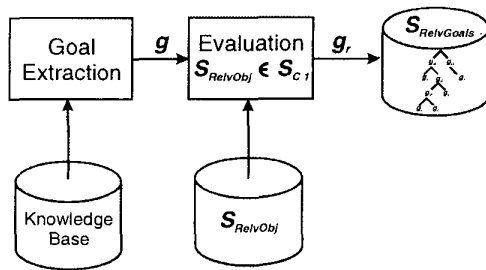 Goal
Extraction
g
Evaluation
S_RelvObj ϵ S_C1
g_r
S_RelvGoals
Knowledge
Base
S_RelvObj